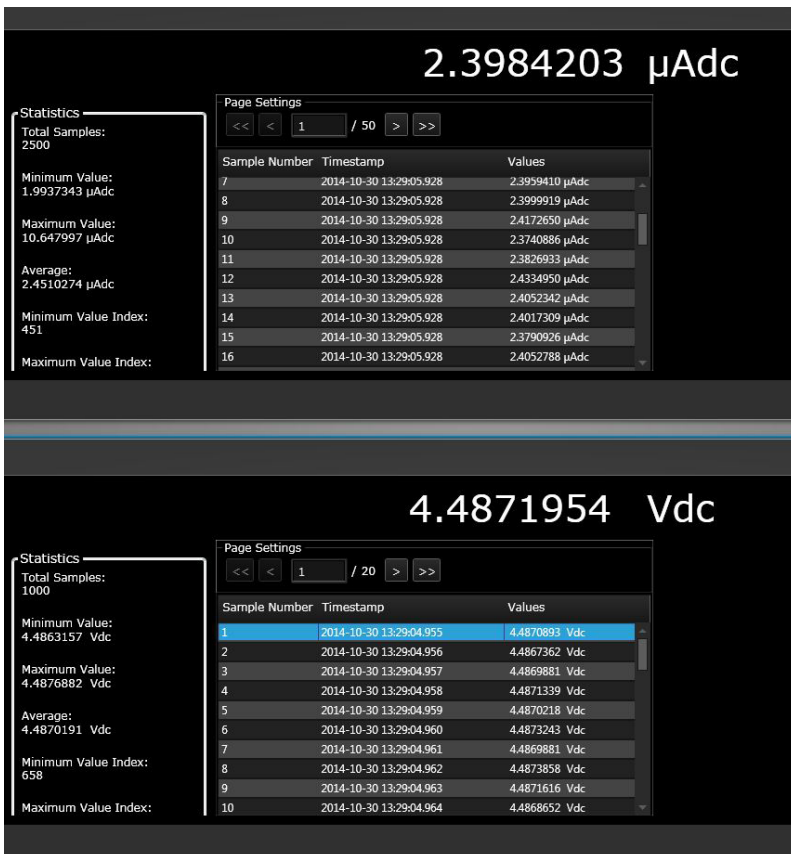 2.3984203 µAdc
Statistics
Total Samples:
2500
Minimum Value:
1.9937343 µAdc
Maximum Value:
10.647997 µAdc
Average:
2.4510274 µAdc
Minimum Value Index:
451
Maximum Value Index:
Page Settings
<< < 1 / 50 > >>
Sample Number Timestamp Values
7 2014-10-30 13:29:05.928 2.3959410 µAdc
8 2014-10-30 13:29:05.928 2.3999919 µAdc
9 2014-10-30 13:29:05.928 2.4172650 µAdc
10 2014-10-30 13:29:05.928 2.3740886 µAdc
11 2014-10-30 13:29:05.928 2.3826933 µAdc
12 2014-10-30 13:29:05.928 2.4334950 µAdc
13 2014-10-30 13:29:05.928 2.4052342 µAdc
14 2014-10-30 13:29:05.928 2.4017309 µAdc
15 2014-10-30 13:29:05.928 2.3790926 µAdc
16 2014-10-30 13:29:05.928 2.4052788 µAdc
4.4871954 Vdc
Statistics
Total Samples:
1000
Minimum Value:
4.4863157 Vdc
Maximum Value:
4.4876882 Vdc
Average:
4.4870191 Vdc
Minimum Value Index:
658
Maximum Value Index:
Page Settings
<< < 1 / 20 > >>
Sample Number Timestamp Values
1 2014-10-30 13:29:04.955 4.4870893 Vdc
2 2014-10-30 13:29:04.956 4.4867362 Vdc
3 2014-10-30 13:29:04.957 4.4869881 Vdc
4 2014-10-30 13:29:04.958 4.4871339 Vdc
5 2014-10-30 13:29:04.959 4.4870218 Vdc
6 2014-10-30 13:29:04.960 4.4873243 Vdc
7 2014-10-30 13:29:04.961 4.4869881 Vdc
8 2014-10-30 13:29:04.962 4.4873858 Vdc
9 2014-10-30 13:29:04.963 4.4871616 Vdc
10 2014-10-30 13:29:04.964 4.4868652 Vdc